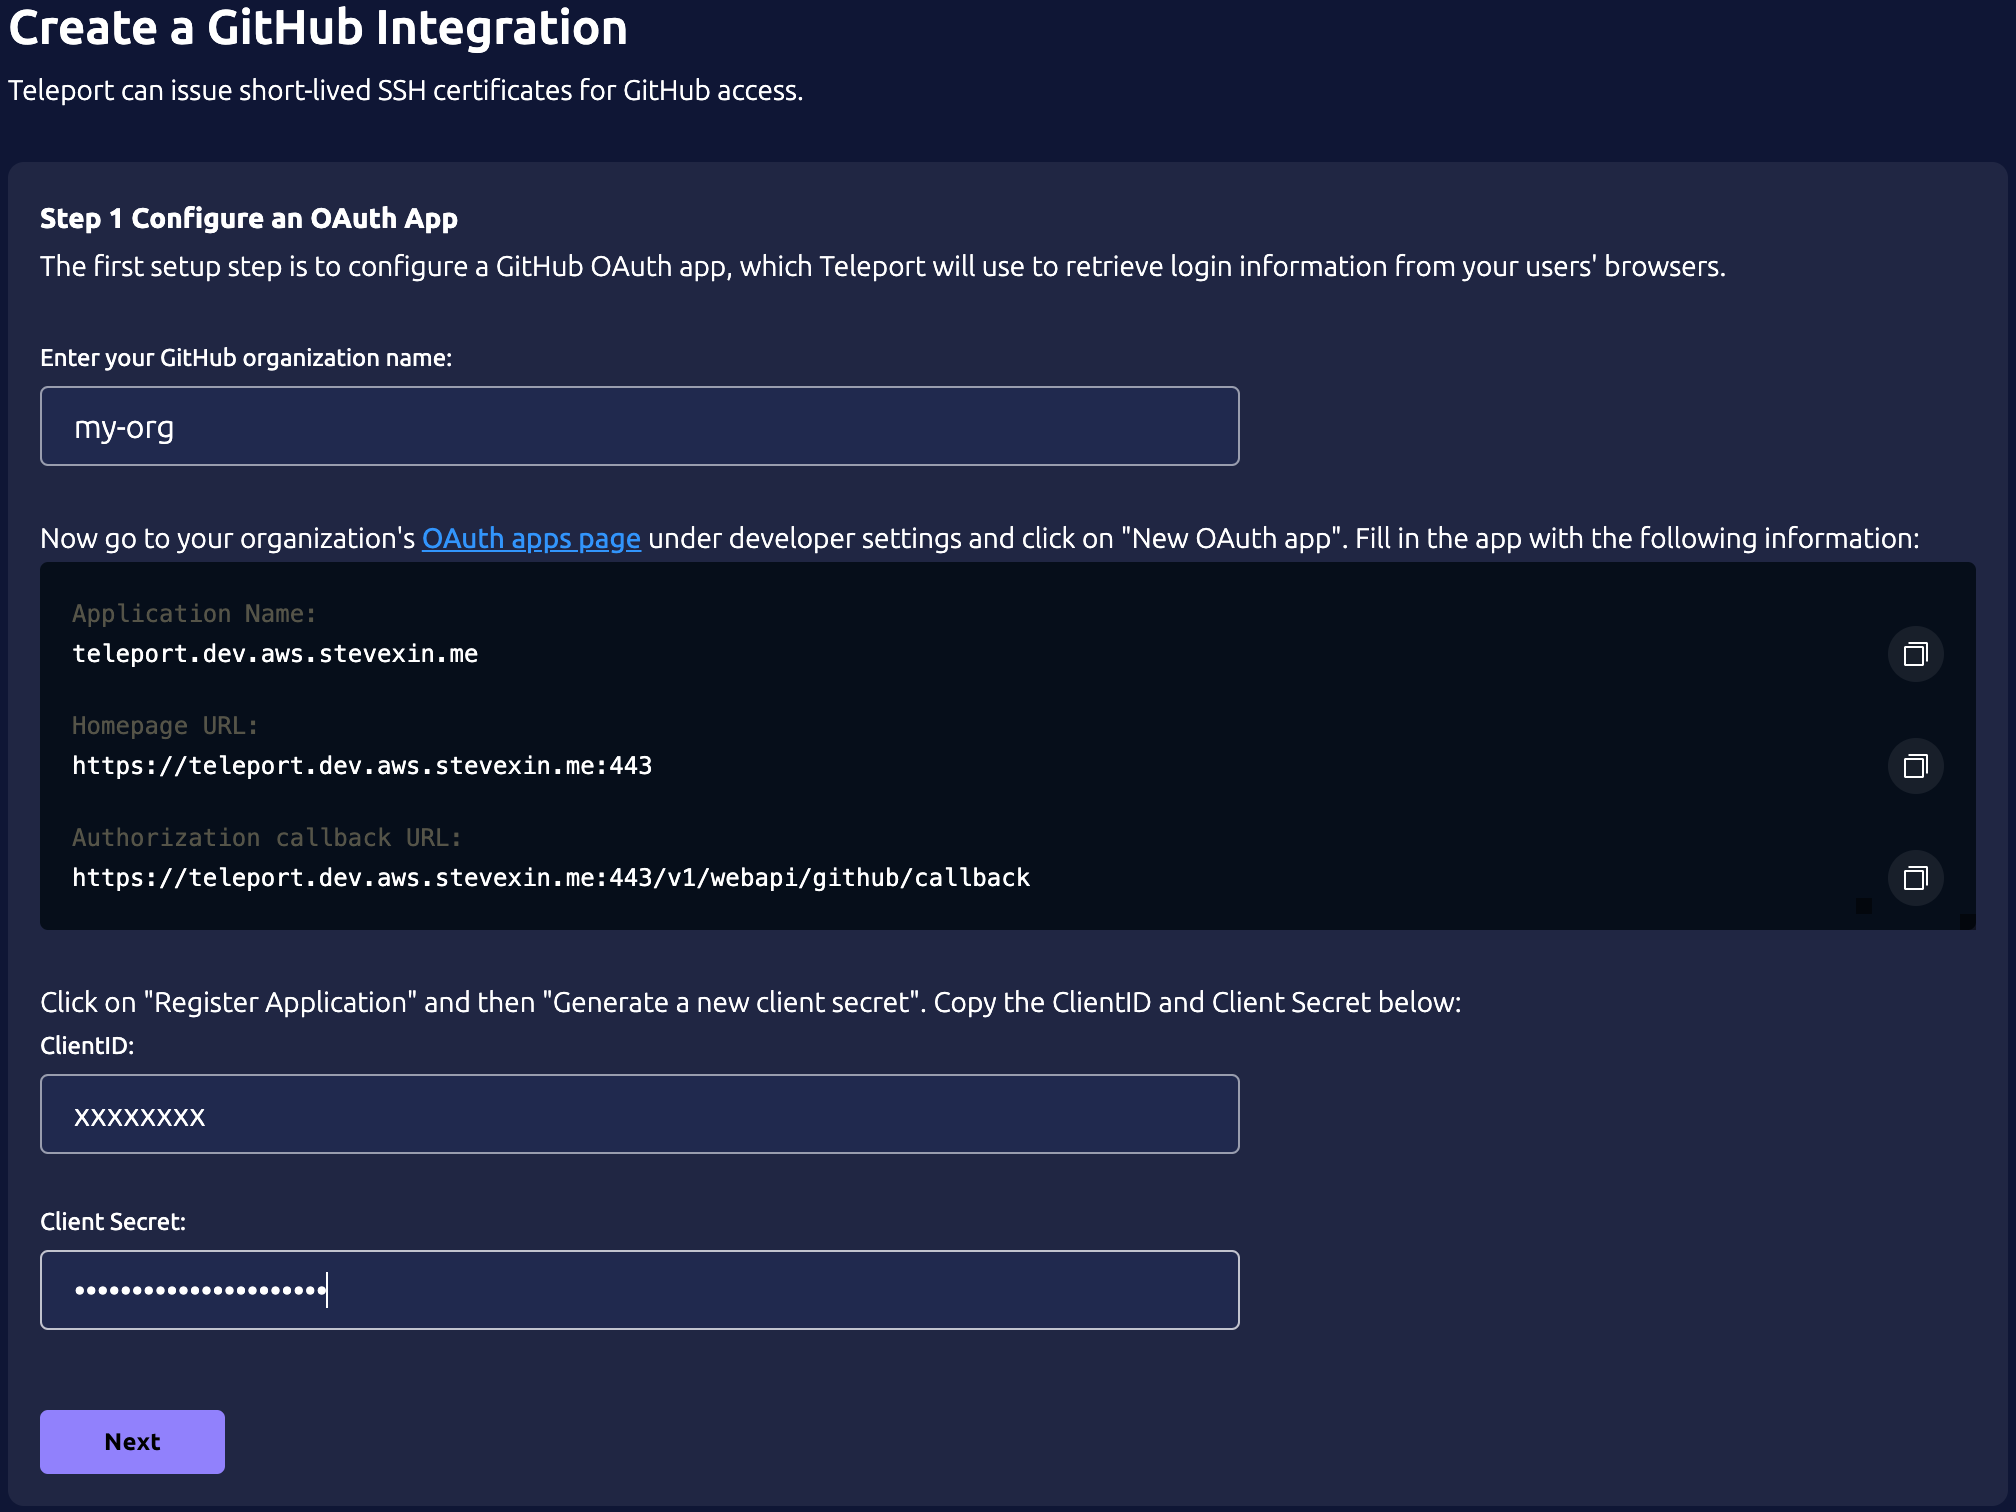 Create a GitHub Integration
Teleport can issue short-lived SSH certificates for GitHub access.
Step 1 Configure an OAuth App
The first setup step is to configure a GitHub OAuth app, which Teleport will use to retrieve login information from your users' browsers.
Enter your GitHub organization name:
my-org
Now go to your organization's OAuth apps page under developer settings and click on "New OAuth app". Fill in the app with the following information:
Application Name:
teleport.dev.aws.stevexin.me
Homepage URL:
https://teleport.dev.aws.stevexin.me:443
Authorization callback URL:
https://teleport.dev.aws.stevexin.me:443/v1/webapi/github/callback
Click on "Register Application" and then "Generate a new client secret". Copy the ClientID and Client Secret below:
ClientID:
xxxxxxxx
Client Secret:
••••••••••••••••••••••
Next